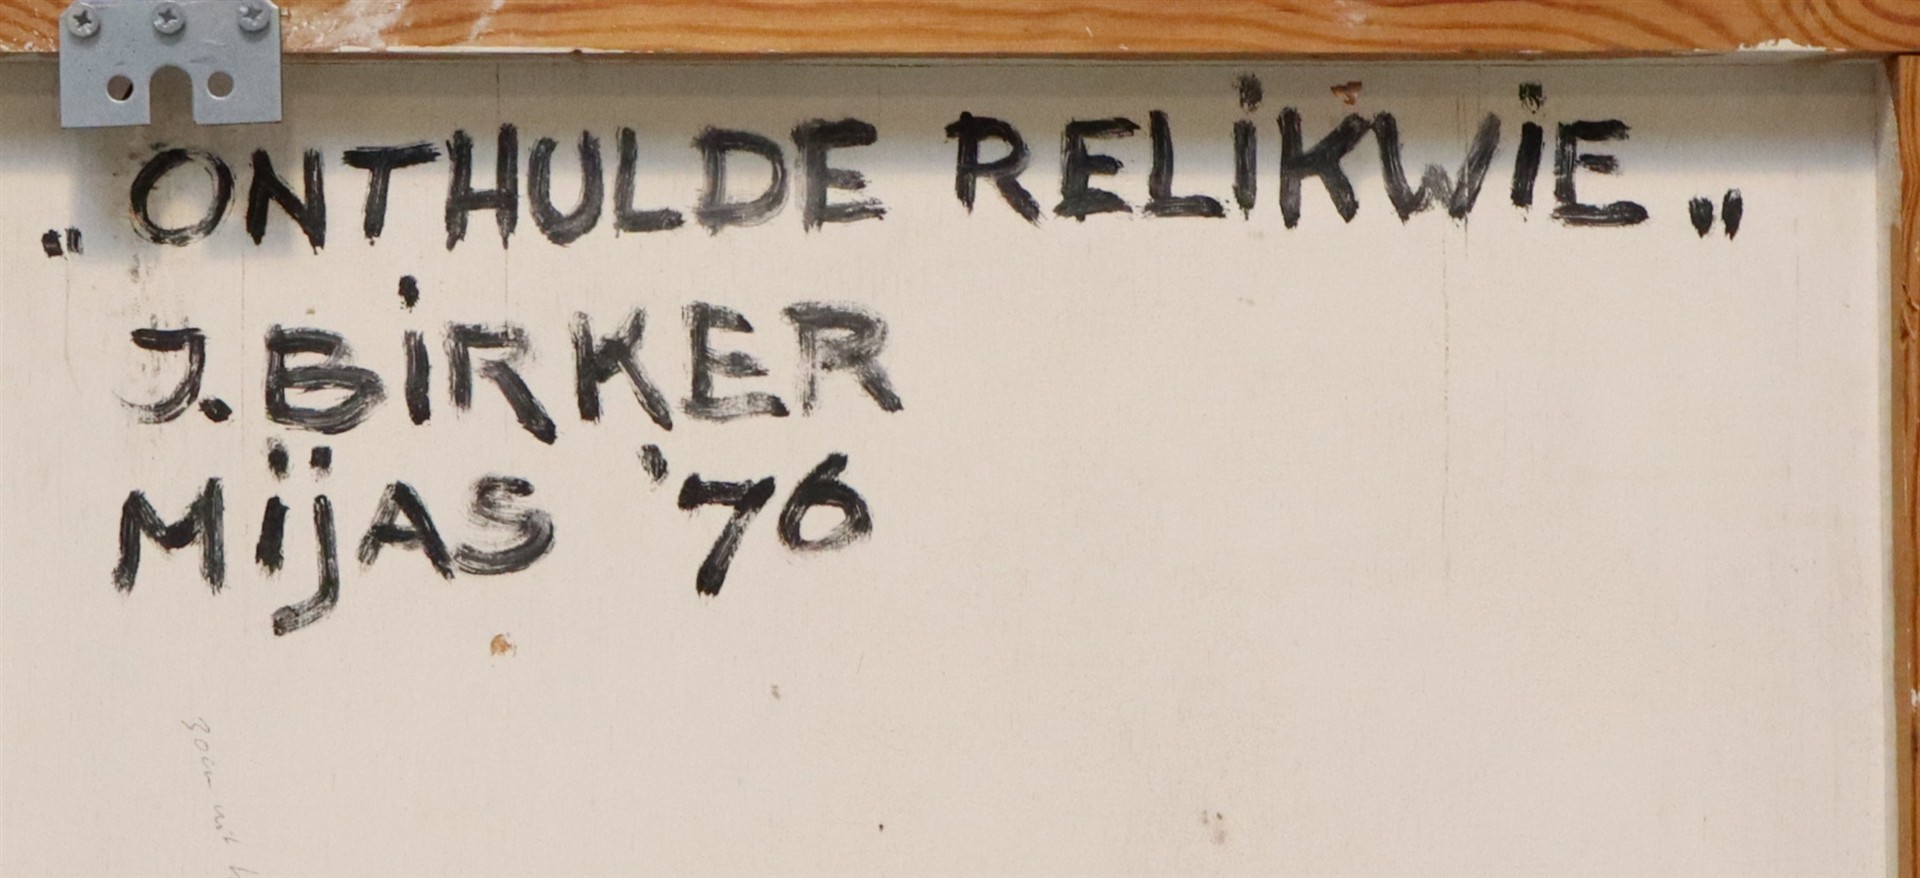 „ONTHULDE RELiKWiE„
J. BiRKER
MijAS '76